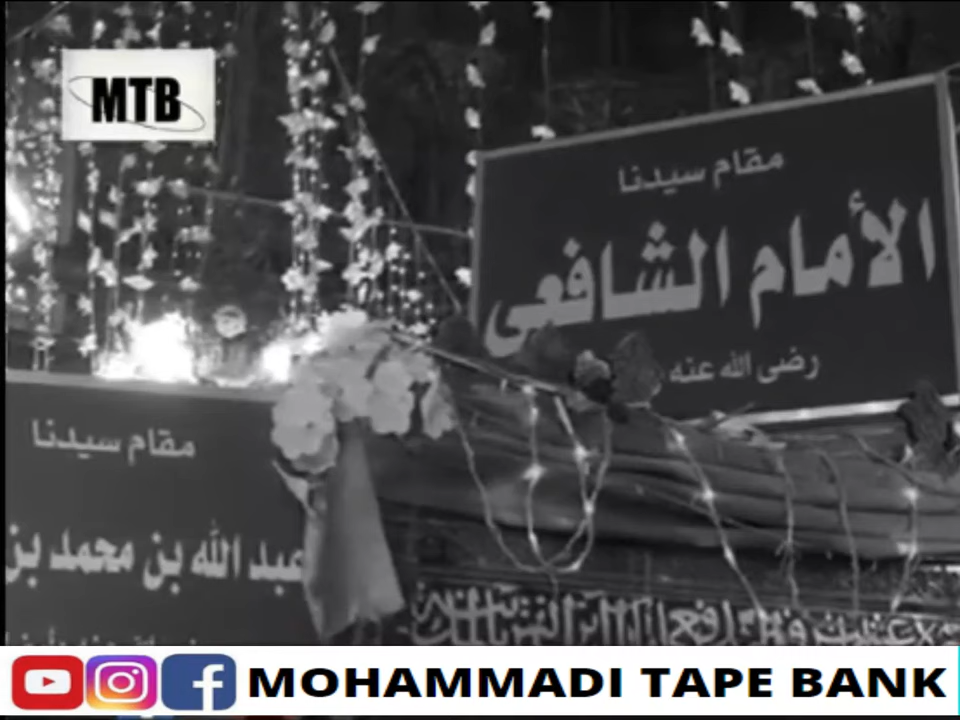 MTB
مقام سيدنا
الأمام الشافعى
رضى الله عنه
مقام سيدنا
عبد الله بن محمد بن
MOHAMMADI TAPE BANK